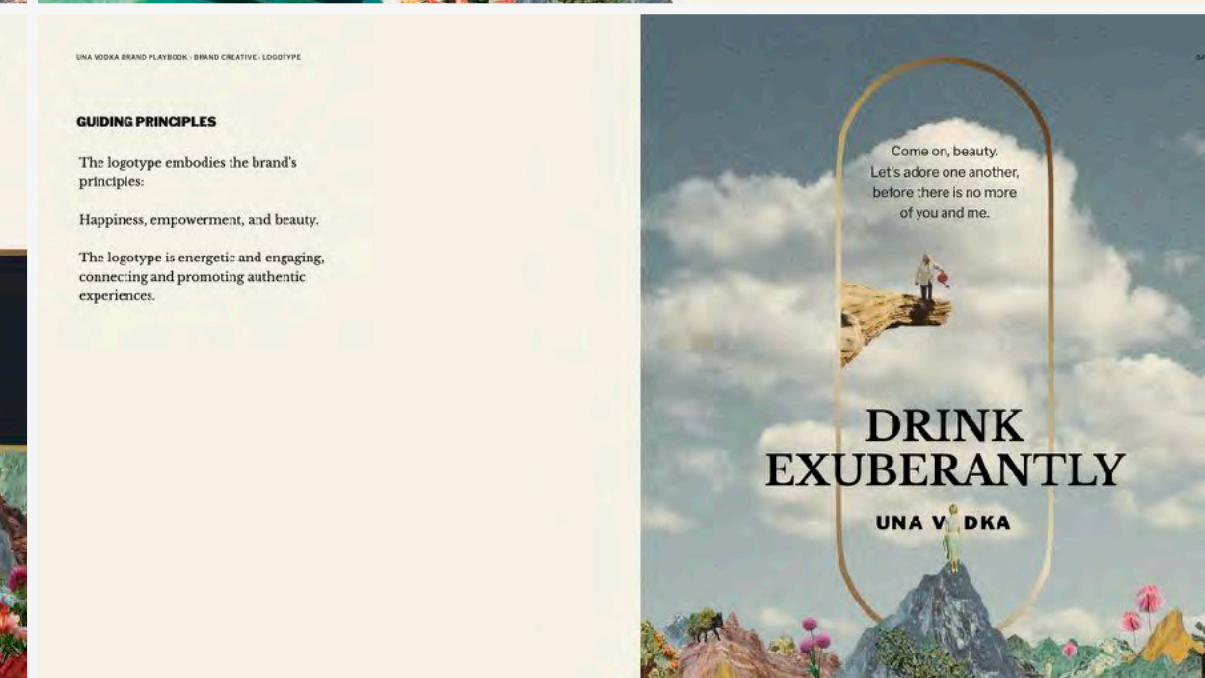 UNA VODKA BRAND PLAYBOOK › BRAND CREATIVE › LOGOTYPE
GUIDING PRINCIPLES
The logotype embodies the brand's
principles:
Happiness, empowerment, and beauty.
The logotype is energetic and engaging,
connecting and promoting authentic
experiences.
Come on, beauty.
Let's adore one another,
before there is no more
of you and me.
DRINK
EXUBERANTLY
UNA V DKA